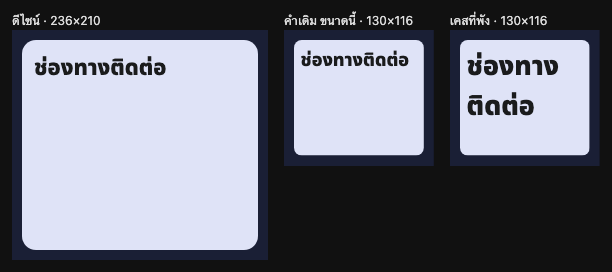 ดีไซน์ · 236×210
ช่องทางติดต่อ
คำเดิม ขนาดนี้ · 130×116
ช่องทางติดต่อ
เคสที่พัง · 130×116
ช่องทาง
ติดต่อ